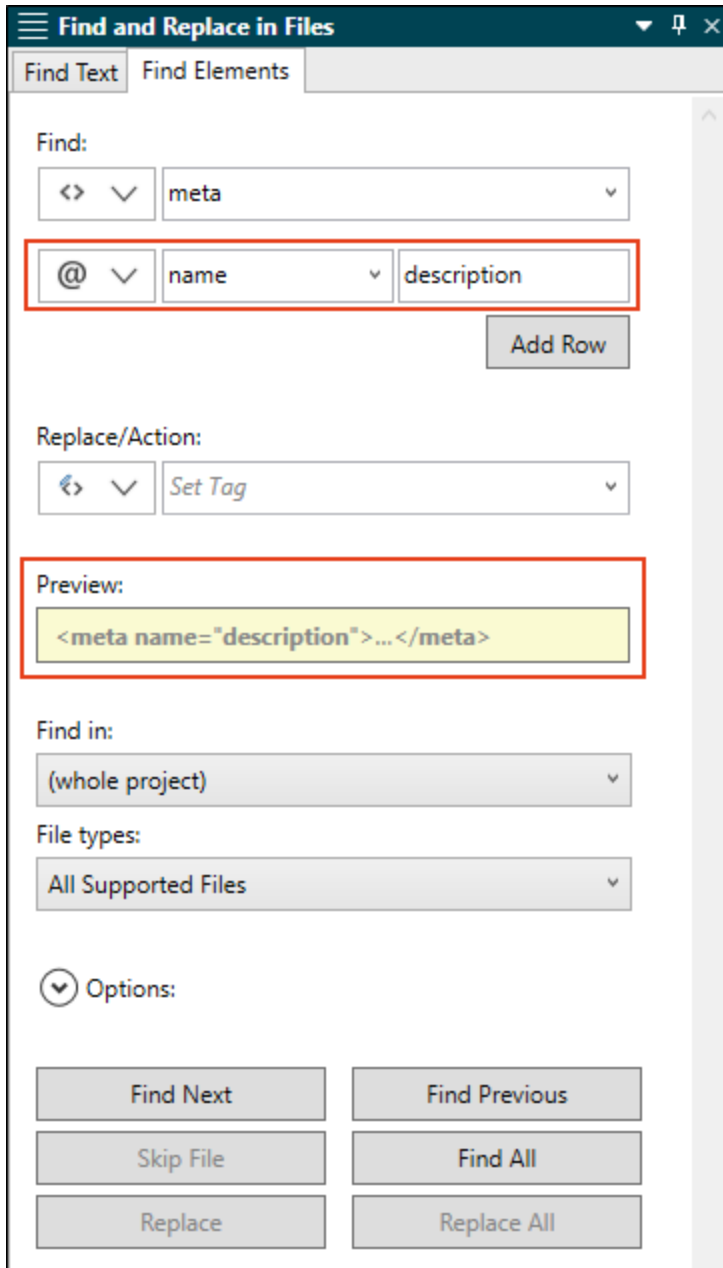 Find and Replace in Files
Find Text Find Elements
Find:
<> meta
@ name description
Add Row
Replace/Action:
<> Set Tag
Preview:
<meta name="description">...</meta>
Find in:
(whole project)
File types:
All Supported Files
Options:
Find Next Find Previous
Skip File Find All
Replace Replace All